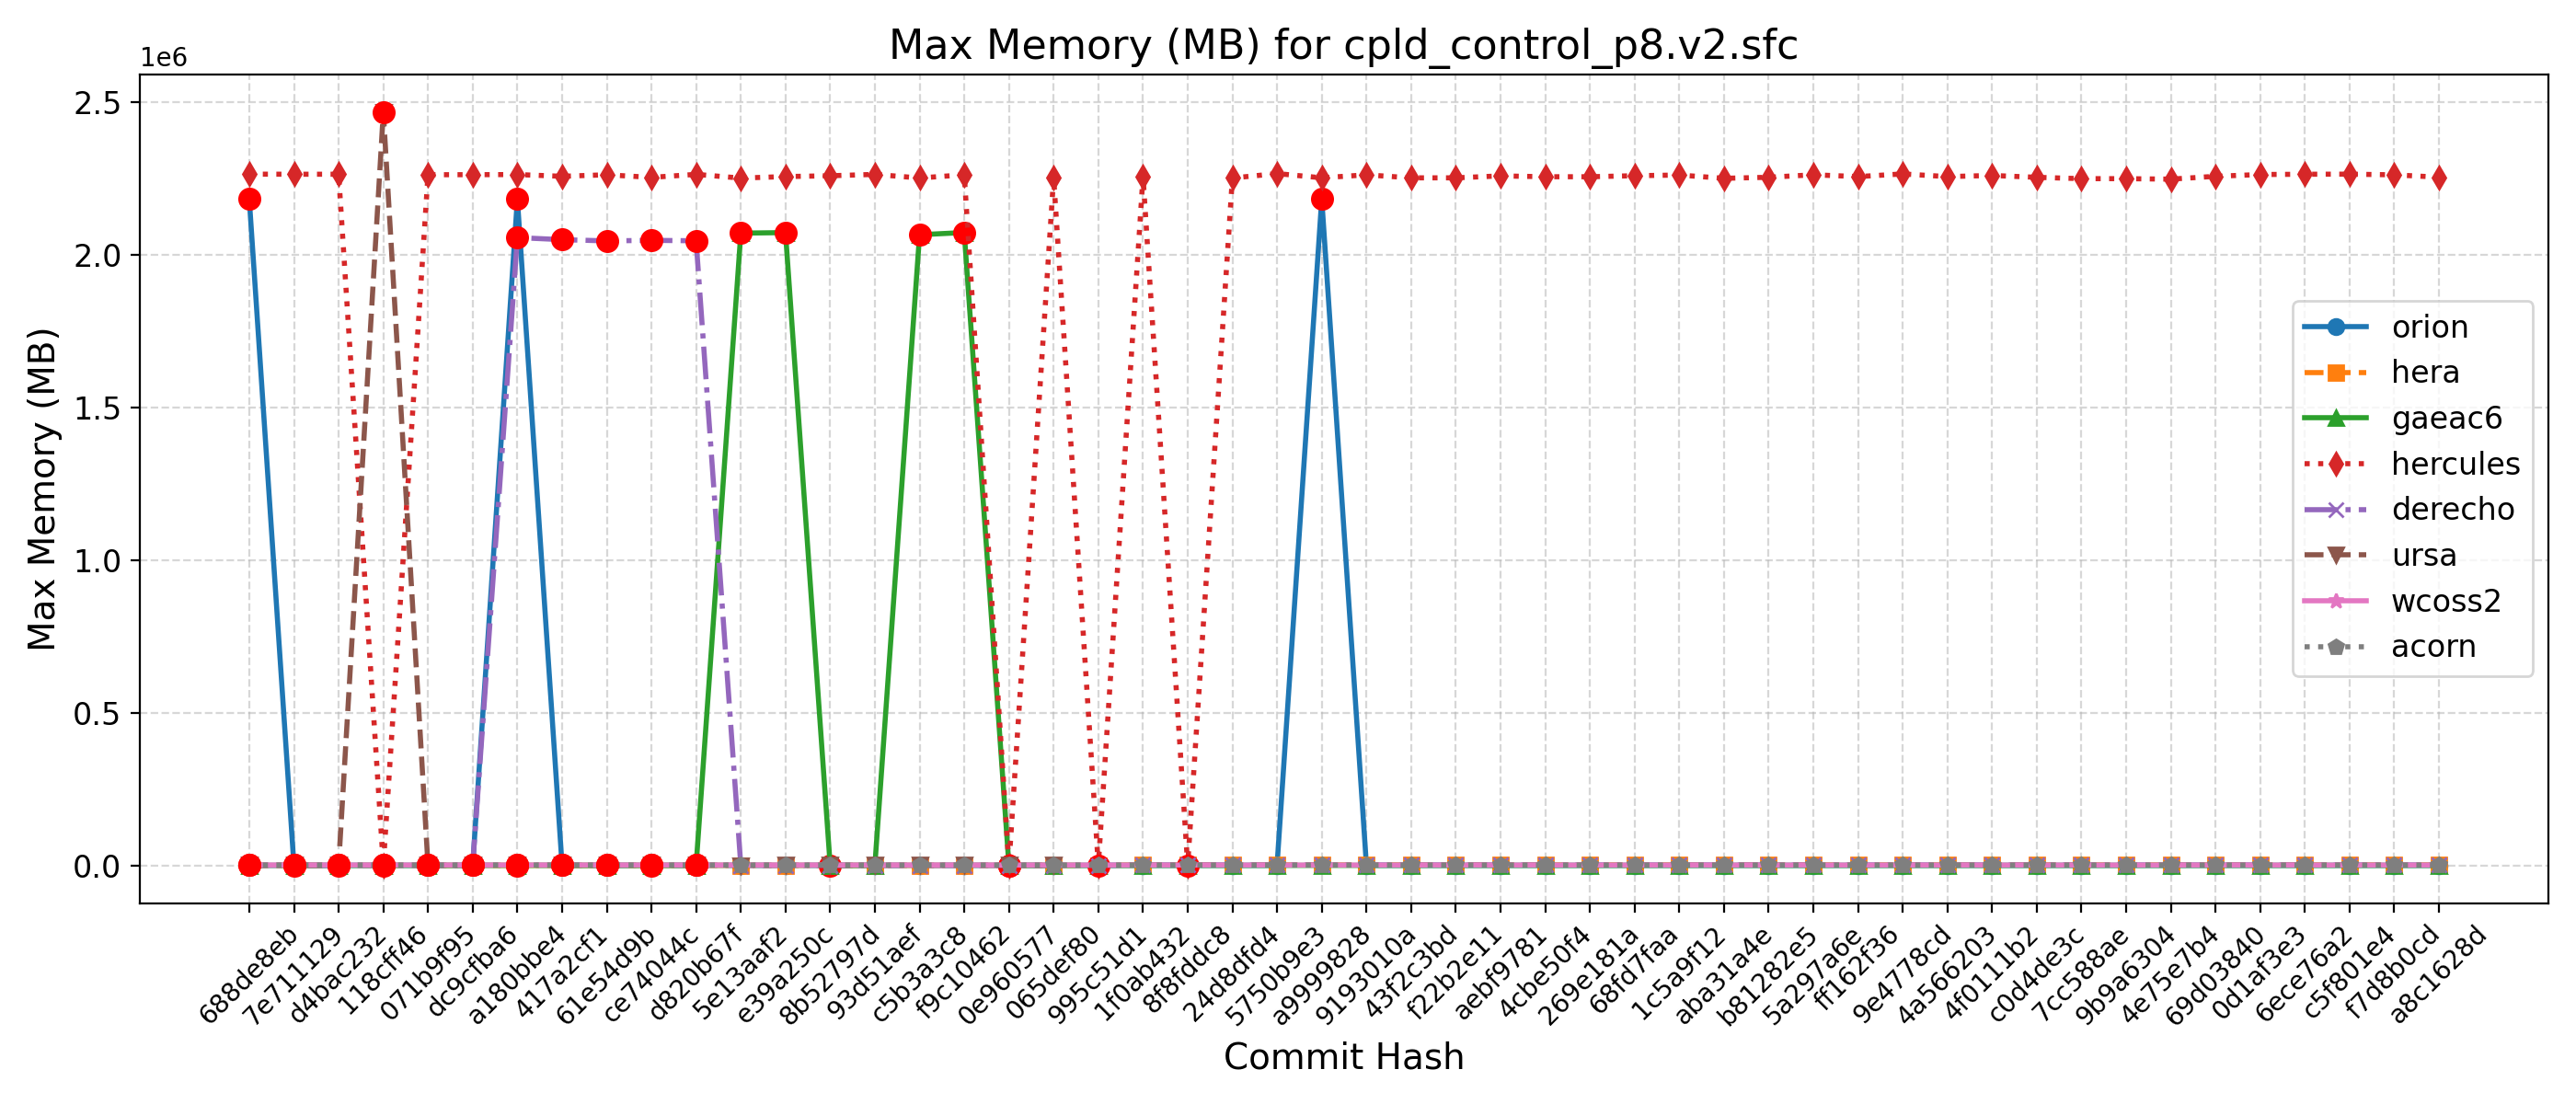 Max Memory (MB) for cpld_control_p8.v2.sfc
1e6
2.5
2.0
1.5
1.0
0.5
0.0
Max Memory (MB)
orion
hera
gaeac6
hercules
derecho
ursa
wcoss2
acorn
688de8eb
7e711129
d4bac232
118cff46
071b9f95
dc9cfba6
a180bbe4
417a2cf1
61e54d9b
ce74044c
d820b67f
5e13aaf2
e39a250c
8b52797d
93d51aef
c5b3a3c8
f9c10462
0e960577
065def80
995c51d1
1f0ab432
8f8fddc8
24d8dfd4
5750b9e3
a9999828
9193010a
43f2c3bd
f22b2e11
aebf9781
4cbe50f4
269e181a
68fd7faa
1c5a9f12
aba31a4e
b81282e5
5a297a6e
ff162f36
9e4778cd
4a566203
4f0111b2
c0d4de3c
7cc588ae
9b9a6304
4e75e7b4
69d03840
0d1af3e3
6ece76a2
c5f801e4
f7d8b0cd
a8c1628d
Commit Hash